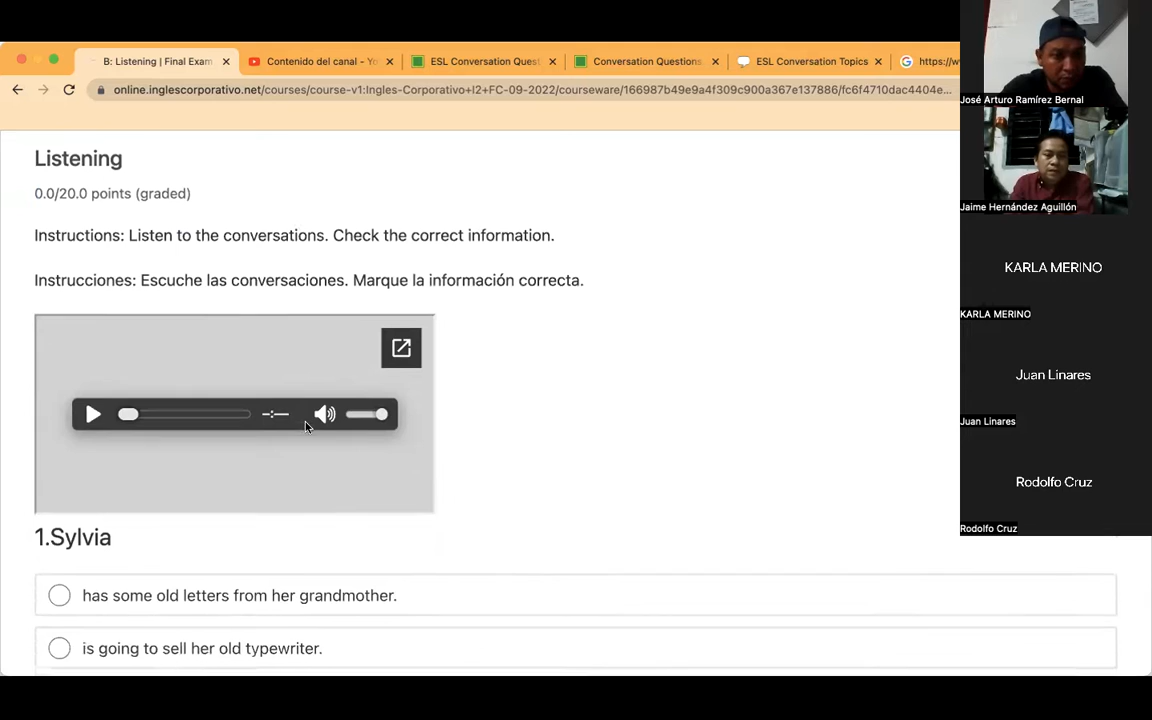 B: Listening | Final Exam
Contenido del canal - Yo
ESL Conversation Quest
Conversation Questions
ESL Conversation Topics
https://w
online.inglescorporativo.net/courses/course-v1:Ingles-Corporativo+I2+FC-09-2022/courseware/166987b49e9a4f309c900a367e137886/fc6f4710dac4404e...
Listening
0.0/20.0 points (graded)
Instructions: Listen to the conversations. Check the correct information.
Instrucciones: Escuche las conversaciones. Marque la información correcta.
1.Sylvia
has some old letters from her grandmother.
is going to sell her old typewriter.
José Arturo Ramírez Bernal
Jaime Hernández Aguillón
KARLA MERINO
KARLA MERINO
Juan Linares
Juan Linares
Rodolfo Cruz
Rodolfo Cruz